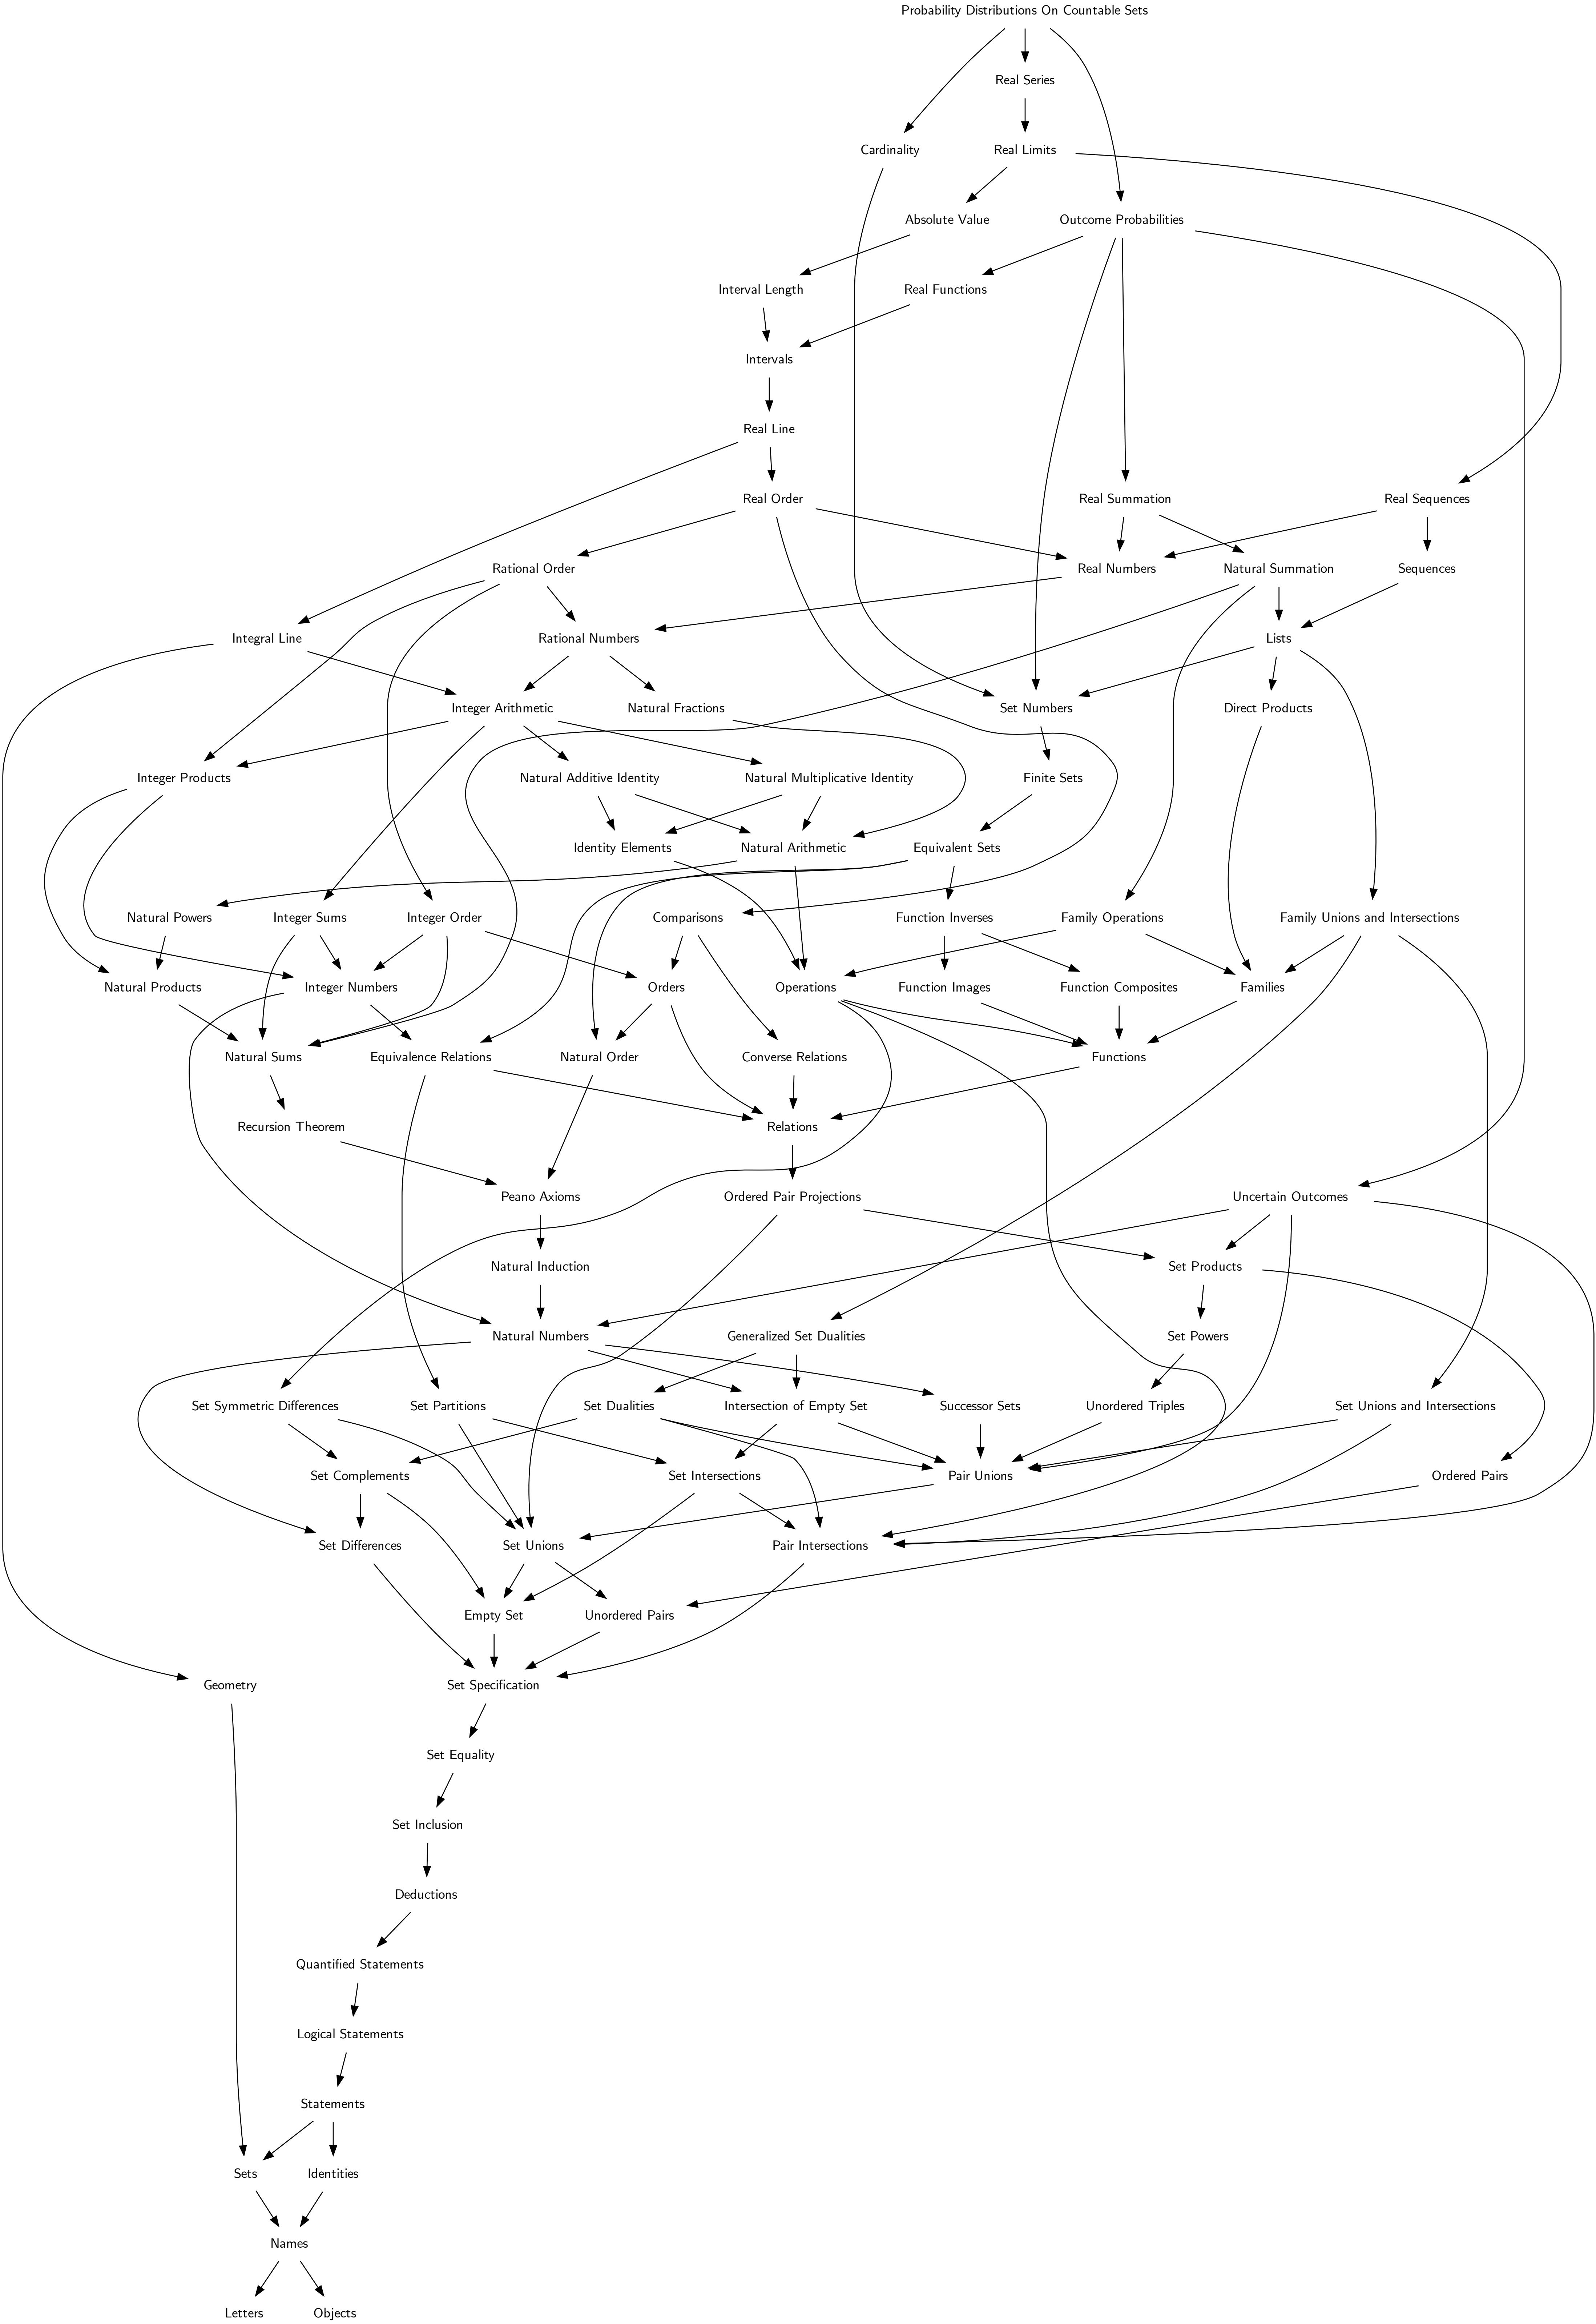 Probability Distributions On Countable Sets
Real Series
Cardinality
Real Limits
Absolute Value
Outcome Probabilities
Interval Length
Real Functions
Intervals
Real Line
Real Order
Real Summation
Real Sequences
Rational Order
Real Numbers
Natural Summation
Sequences
Integral Line
Rational Numbers
Lists
Integer Arithmetic
Natural Fractions
Set Numbers
Direct Products
Integer Products
Natural Additive Identity
Natural Multiplicative Identity
Finite Sets
Identity Elements
Natural Arithmetic
Equivalent Sets
Natural Powers
Integer Sums
Integer Order
Comparisons
Function Inverses
Family Operations
Family Unions and Intersections
Natural Products
Integer Numbers
Orders
Operations
Function Images
Function Composites
Families
Natural Sums
Equivalence Relations
Natural Order
Converse Relations
Functions
Recursion Theorem
Relations
Peano Axioms
Ordered Pair Projections
Uncertain Outcomes
Natural Induction
Set Products
Natural Numbers
Generalized Set Dualities
Set Powers
Set Symmetric Differences
Set Partitions
Set Dualities
Intersection of Empty Set
Successor Sets
Unordered Triples
Set Unions and Intersections
Set Complements
Set Intersections
Pair Unions
Ordered Pairs
Set Differences
Set Unions
Pair Intersections
Empty Set
Unordered Pairs
Geometry
Set Specification
Set Equality
Set Inclusion
Deductions
Quantified Statements
Logical Statements
Statements
Sets
Identities
Names
Letters
Objects